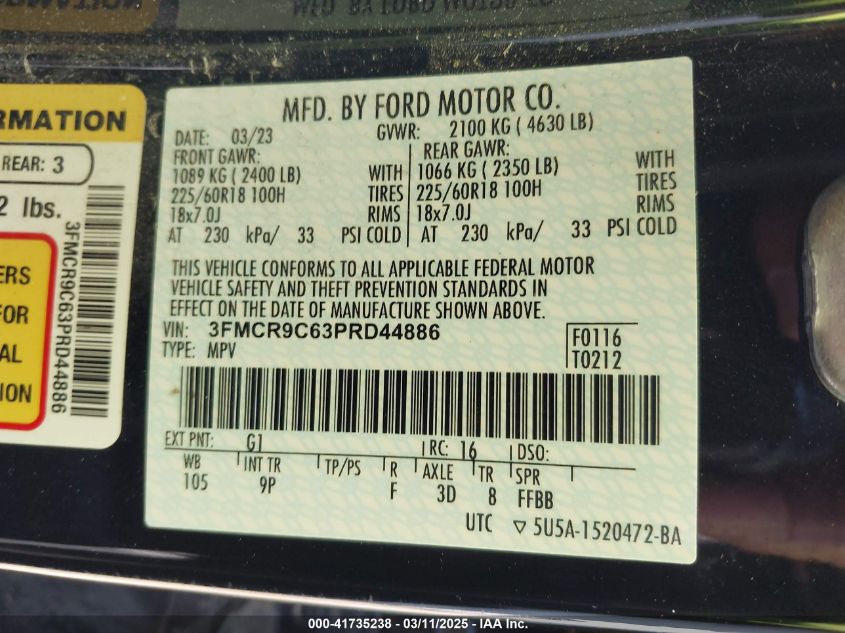 RMATION
REAR: 3
2 lbs.
3FMCR9C63PRD44886
ERS
FOR
AL
ION
MFD. BY FORD MOTOR CO.
DATE: 03/23 GVWR: 2100 KG ( 4630 LB)
FRONT GAWR: REAR GAWR:
1089 KG ( 2400 LB) WITH 1066 KG ( 2350 LB) WITH
225/60R18 100H TIRES 225/60R18 100H TIRES
18x7.0J RIMS 18x7.0J RIMS
AT 230 kPa/ 33 PSI COLD AT 230 kPa/ 33 PSI COLD
THIS VEHICLE CONFORMS TO ALL APPLICABLE FEDERAL MOTOR
VEHICLE SAFETY AND THEFT PREVENTION STANDARDS IN
EFFECT ON THE DATE OF MANUFACTURE SHOWN ABOVE.
VIN: 3FMCR9C63PRD44886 F0116
TYPE: MPV T0212
EXT PNT: G1 RC: 16 DSO:
WB INT TR TP/PS R AXLE TR SPR
105 9P F 3D 8 FFBB
UTC ▽ 5U5A-1520472-BA
000-41735238 - 03/11/2025 - IAA Inc.